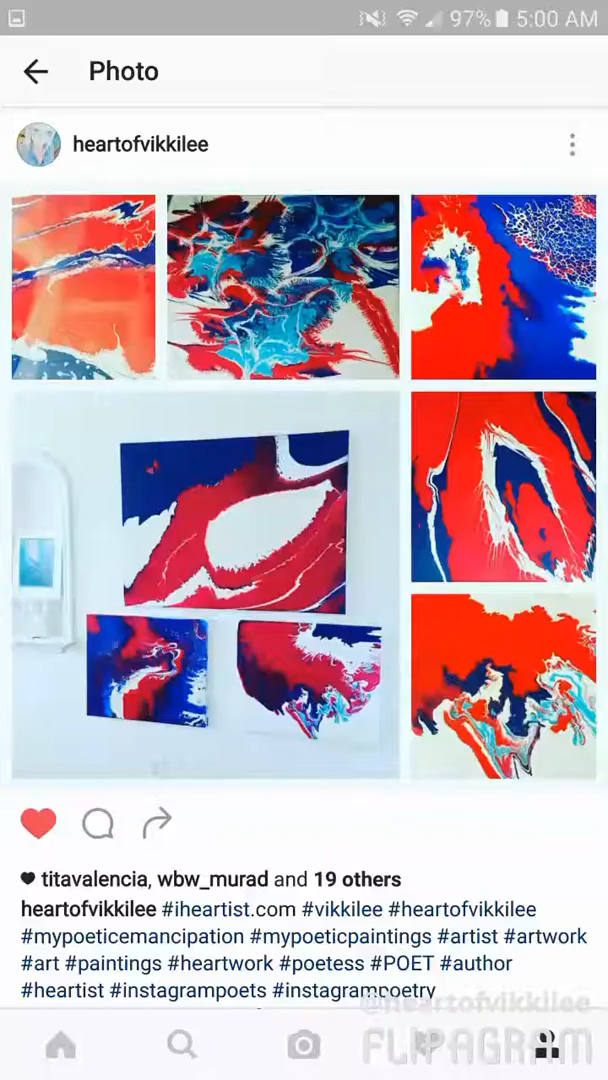 97% 5:00 AM
Photo
heartofvikkilee
titavalencia, wbw_murad and 19 others
heartofvikkilee #iheartist.com #vikkilee #heartofvikkilee
#mypoeticemancipation #mypoeticpaintings #artist #artwork
#art #paintings #heartwork #poetess #POET #author
#heartist #instagrampoets #instagrampoetry
@heartofvikkilee
FLIPAGRAM